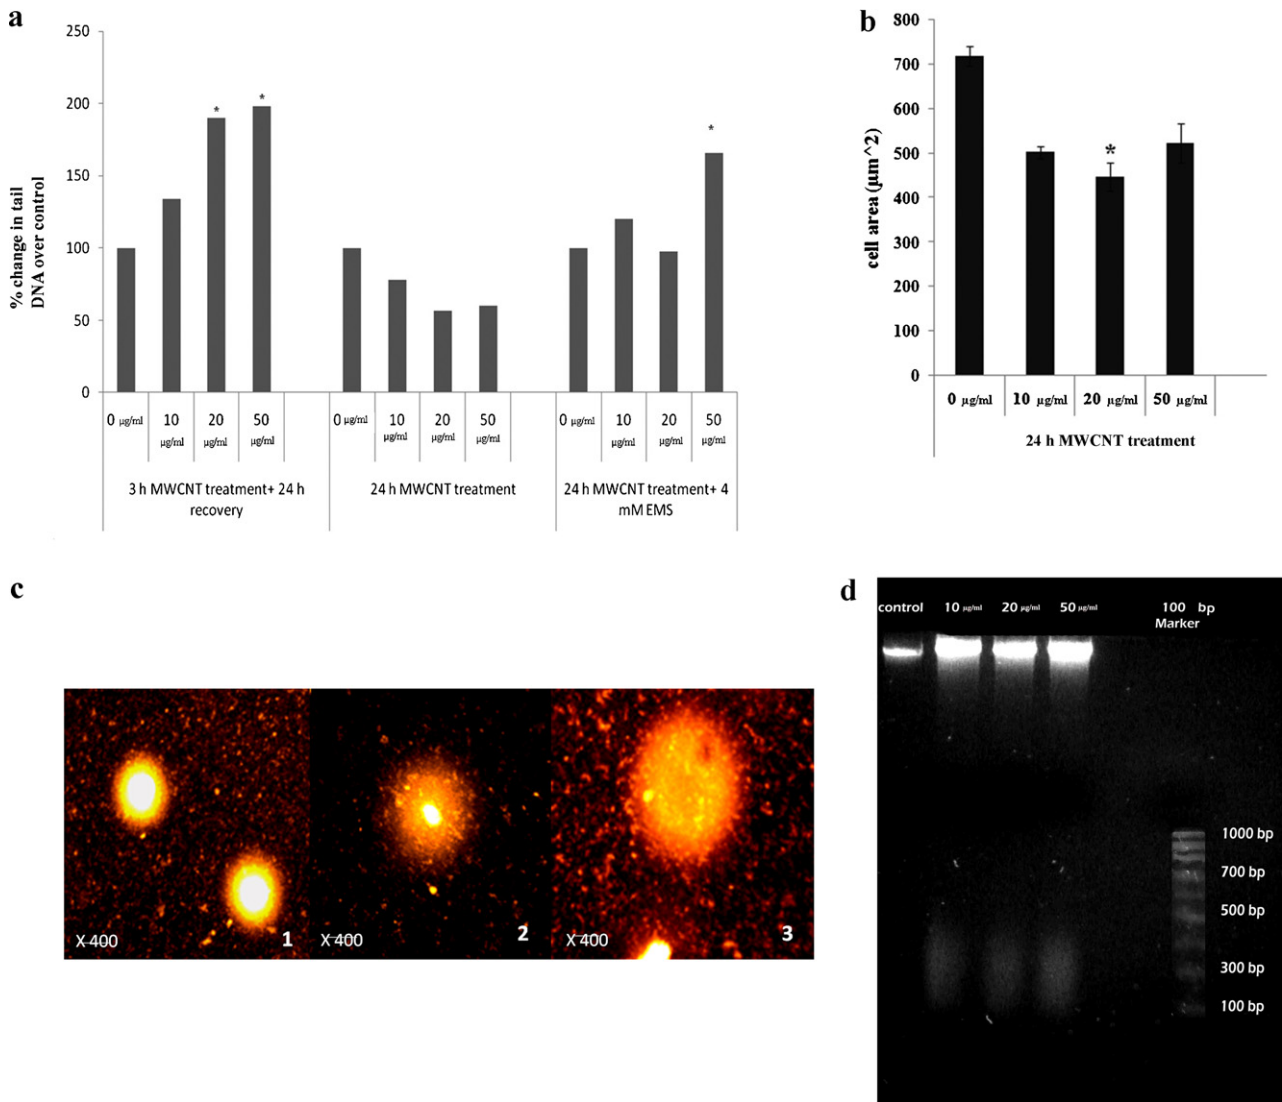 a
250
200
150
100
50
0
% change in tail
DNA over control
*
*
*
0 µg/ml
10 µg/ml
20 µg/ml
50 µg/ml
0 µg/ml
10 µg/ml
20 µg/ml
50 µg/ml
0 µg/ml
10 µg/ml
20 µg/ml
50 µg/ml
3 h MWCNT treatment+ 24 h
recovery
24h MWCNT treatment
24h MWCNT treatment+ 4
mM EMS
b
800
700
600
500
400
300
200
100
0
cell area (µm^2)
*
0 µg/ml
10 µg/ml
20 µg/ml
50 µg/ml
24 h MWCNT treatment
c
X 400
1
X 400
2
X 400
3
d
control 10 µg/ml 20 µg/ml 50 µg/ml 100 bp
Marker
1000 bp
700 bp
500 bp
300 bp
100 bp